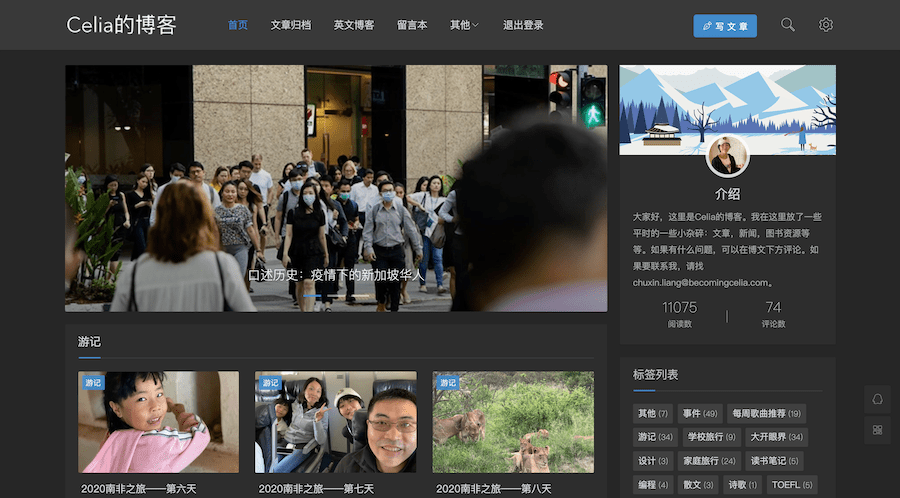 Celia的博客
首页 文章归档 英文博客 留言本 其他 退出登录
写文章
口述历史：疫情下的新加坡华人
介绍
大家好，这里是Celia的博客。我在这里放了一些
平时的一些小杂碎：文章，新闻，图书资源等
等。如果有什么问题，可以在博文下方评论。如
果要联系我，请找
chuxin.liang@becomingcelia.com。
11075 74
阅读数 评论数
游记
游记 游记 游记
2020南非之旅——第六天 2020南非之旅——第七天 2020南非之旅——第八天
标签列表
其他 (7) 事件 (49) 每周歌曲推荐 (19)
游记 (34) 学校旅行 (9) 大开眼界 (34)
设计 (3) 家庭旅行 (24) 读书笔记 (5)
编程 (4) 散文 (3) 诗歌 (1) TOEFL (5)